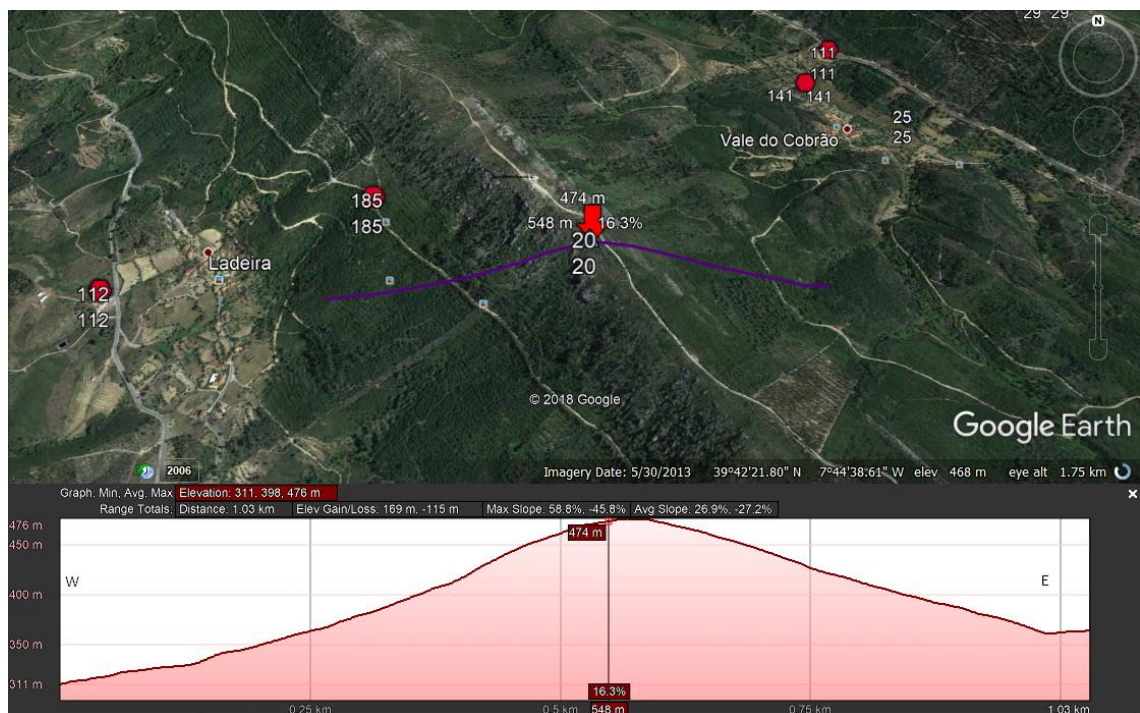 29 29
N
111
111
141 141
25
25
Vale do Cobrão
474 m
185
185
548 m 16.3%
20
20
Ladeira
112
112
© 2018 Google
Google Earth
2006
Imagery Date: 5/30/2013 39°42'21.80" N 7°44'38.61" W elev 468 m eye alt 1.75 km
Graph: Min, Avg, Max Elevation: 311, 398, 476 m
Range Totals: Distance: 1.03 km Elev Gain/Loss: 169 m, -115 m Max Slope: 58.8%, -45.8% Avg Slope: 26.9%, -27.2%
476 m
474 m
450 m
W
E
400 m
350 m
311 m
16.3%
0.25 km 0.5 km 548 m 0.75 km 1.03 km